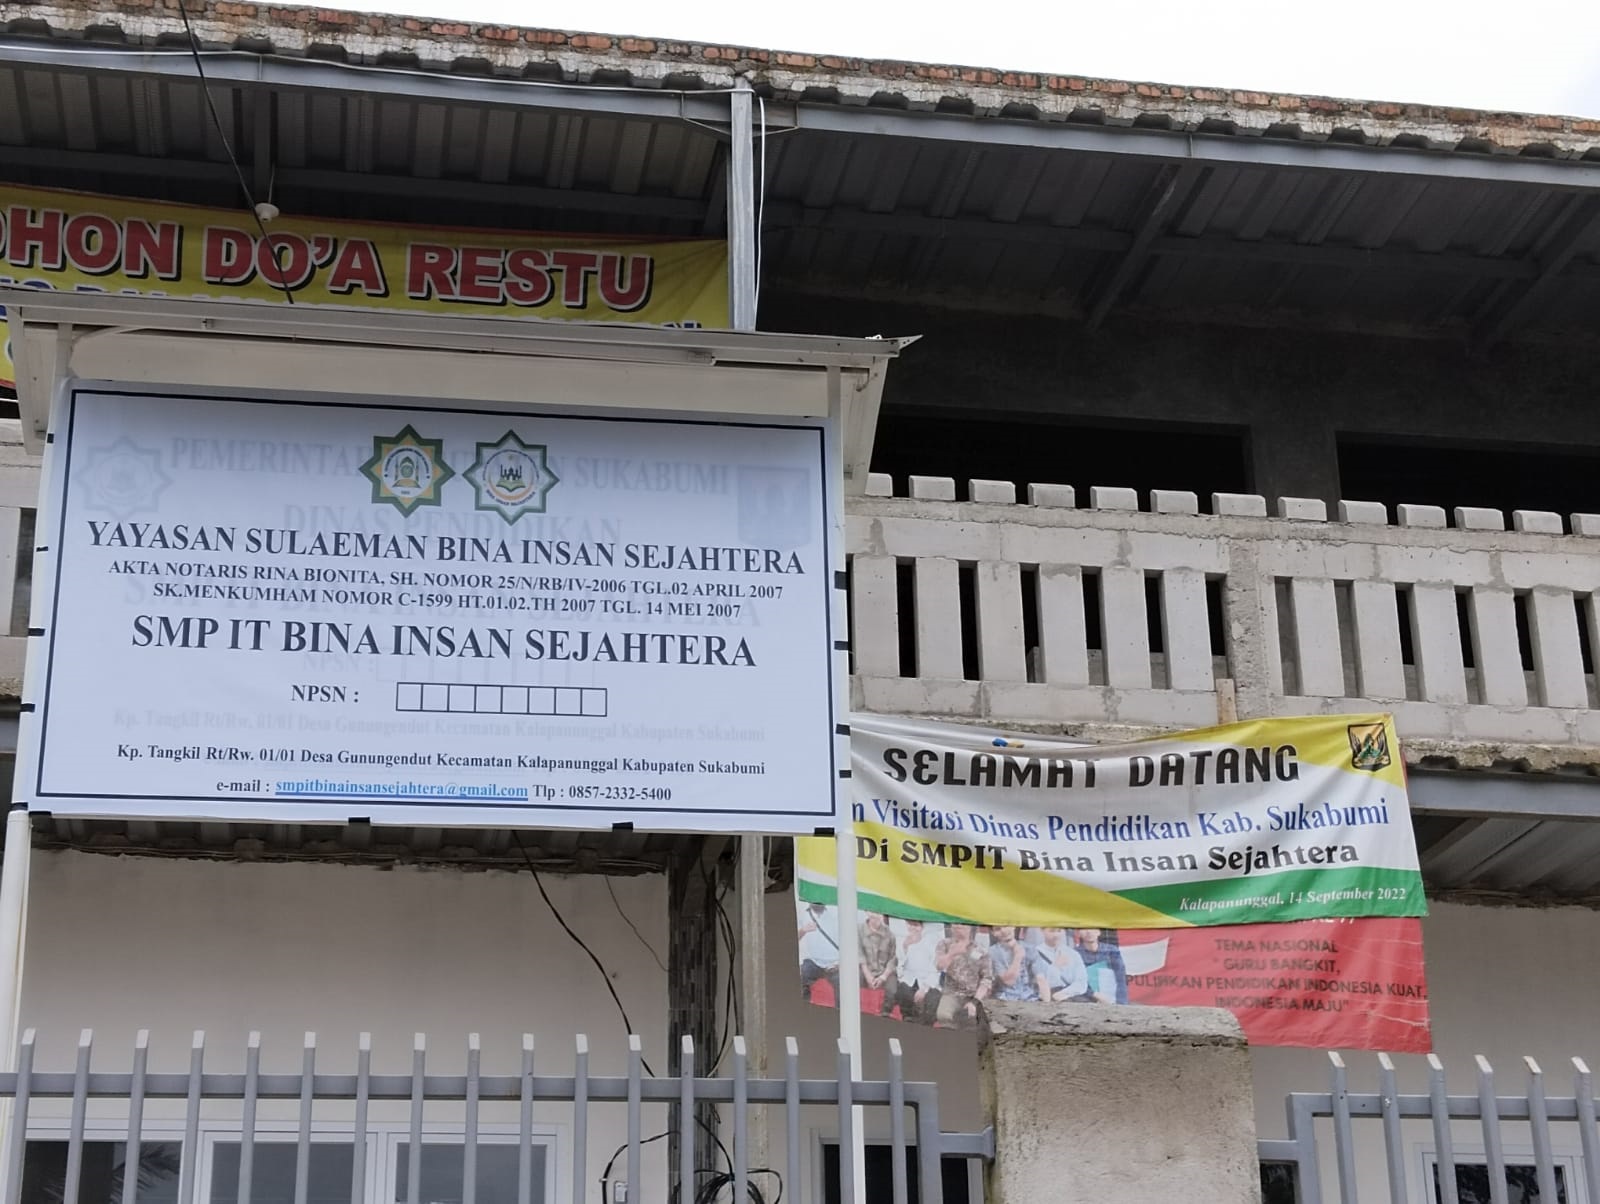 OHON DO'A RESTU
YAYASAN SULAEMAN BINA INSAN SEJAHTERA
AKTA NOTARIS RINA BIONITA, SH. NOMOR 25/N/RB/IV-2006 TGL.02 APRIL 2007
SK.MENKUMHAM NOMOR C-1599 HT.01.02.TH 2007 TGL. 14 MEI 2007
SMP IT BINA INSAN SEJAHTERA
NPSN :
Kp. Tangkil Rt/Rw. 01/01 Desa Gunungendut Kecamatan Kalapanunggal Kabupaten Sukabumi
e-mail : smpitbinainsansejahtera@gmail.com Tlp : 0857-2332-5400
SELAMAT DATANG
n Visitasi Dinas Pendidikan Kab. Sukabumi
Di SMPIT Bina Insan Sejahtera
Kalapanunggal, 14 September 2022
TEMA NASIONAL
" GURU BANGKIT,
PULIHKAN PENDIDIKAN INDONESIA KUAT,
INDONESIA MAJU"